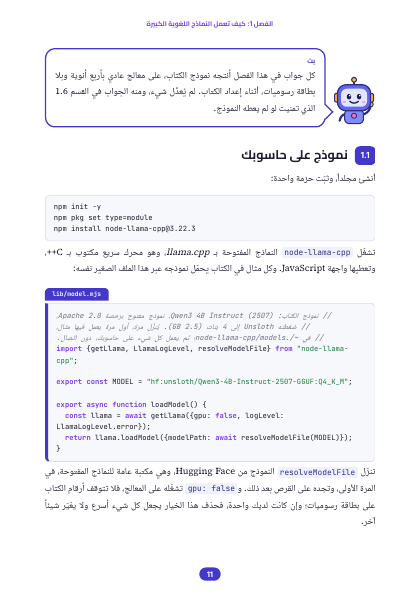 الفصل 1: كيف تعمل النماذج اللغوية الكبيرة
بِت
كل جواب في هذا الفصل أنتجه نموذج الكتاب، على معالج عادي بأربع أنوية وبلا
بطاقة رسوميات، أثناء إعداد الكتاب. لم يُعدَّل شيء، ومنه الجواب في القسم 1.6
الذي تمنيت لو لم يعطه النموذج.
1.1 نموذج على حاسوبك
أنشئ مجلداً، وثبّت حزمة واحدة:
npm init -y
npm pkg set type=module
npm install node-llama-cpp@3.22.3
تشغّل node-llama-cpp النماذج المفتوحة بـ llama.cpp، وهو محرك سريع مكتوب بـ C++،
وتعطيها واجهة JavaScript. وكل مثال في الكتاب يحمّل نموذجه عبر هذا الملف الصغير نفسه:
lib/model.mjs
// نموذج الكتاب: Qwen3 4B Instruct (2507)، نموذج مفتوح برخصة Apache 2.0،
// ضغطته Unsloth إلى 4 بتات (2.5 GB). يُنزَّل مرة، أول مرة يعمل فيها مثال،
// في ~/.node-llama-cpp/models؛ ثم يعمل كل شيء على حاسوبك، دون اتصال.
import {getLlama, LlamaLogLevel, resolveModelFile} from "node-llama-
cpp";
export const MODEL = "hf:unsloth/Qwen3-4B-Instruct-2507-GGUF:Q4_K_M";
export async function loadModel() {
const llama = await getLlama({gpu: false, logLevel:
LlamaLogLevel.error});
return llama.loadModel({modelPath: await resolveModelFile(MODEL)});
}
تنزّل resolveModelFile النموذج من Hugging Face، وهي مكتبة عامة للنماذج المفتوحة، في
المرة الأولى، وتجده على القرص بعد ذلك. و gpu: false تشغّله على المعالج، فلا تتوقف أرقام الكتاب
على بطاقة رسوميات؛ وإن كانت لديك واحدة، فحذف هذا الخيار يجعل كل شيء أسرع ولا يغيّر شيئاً
آخر.
11